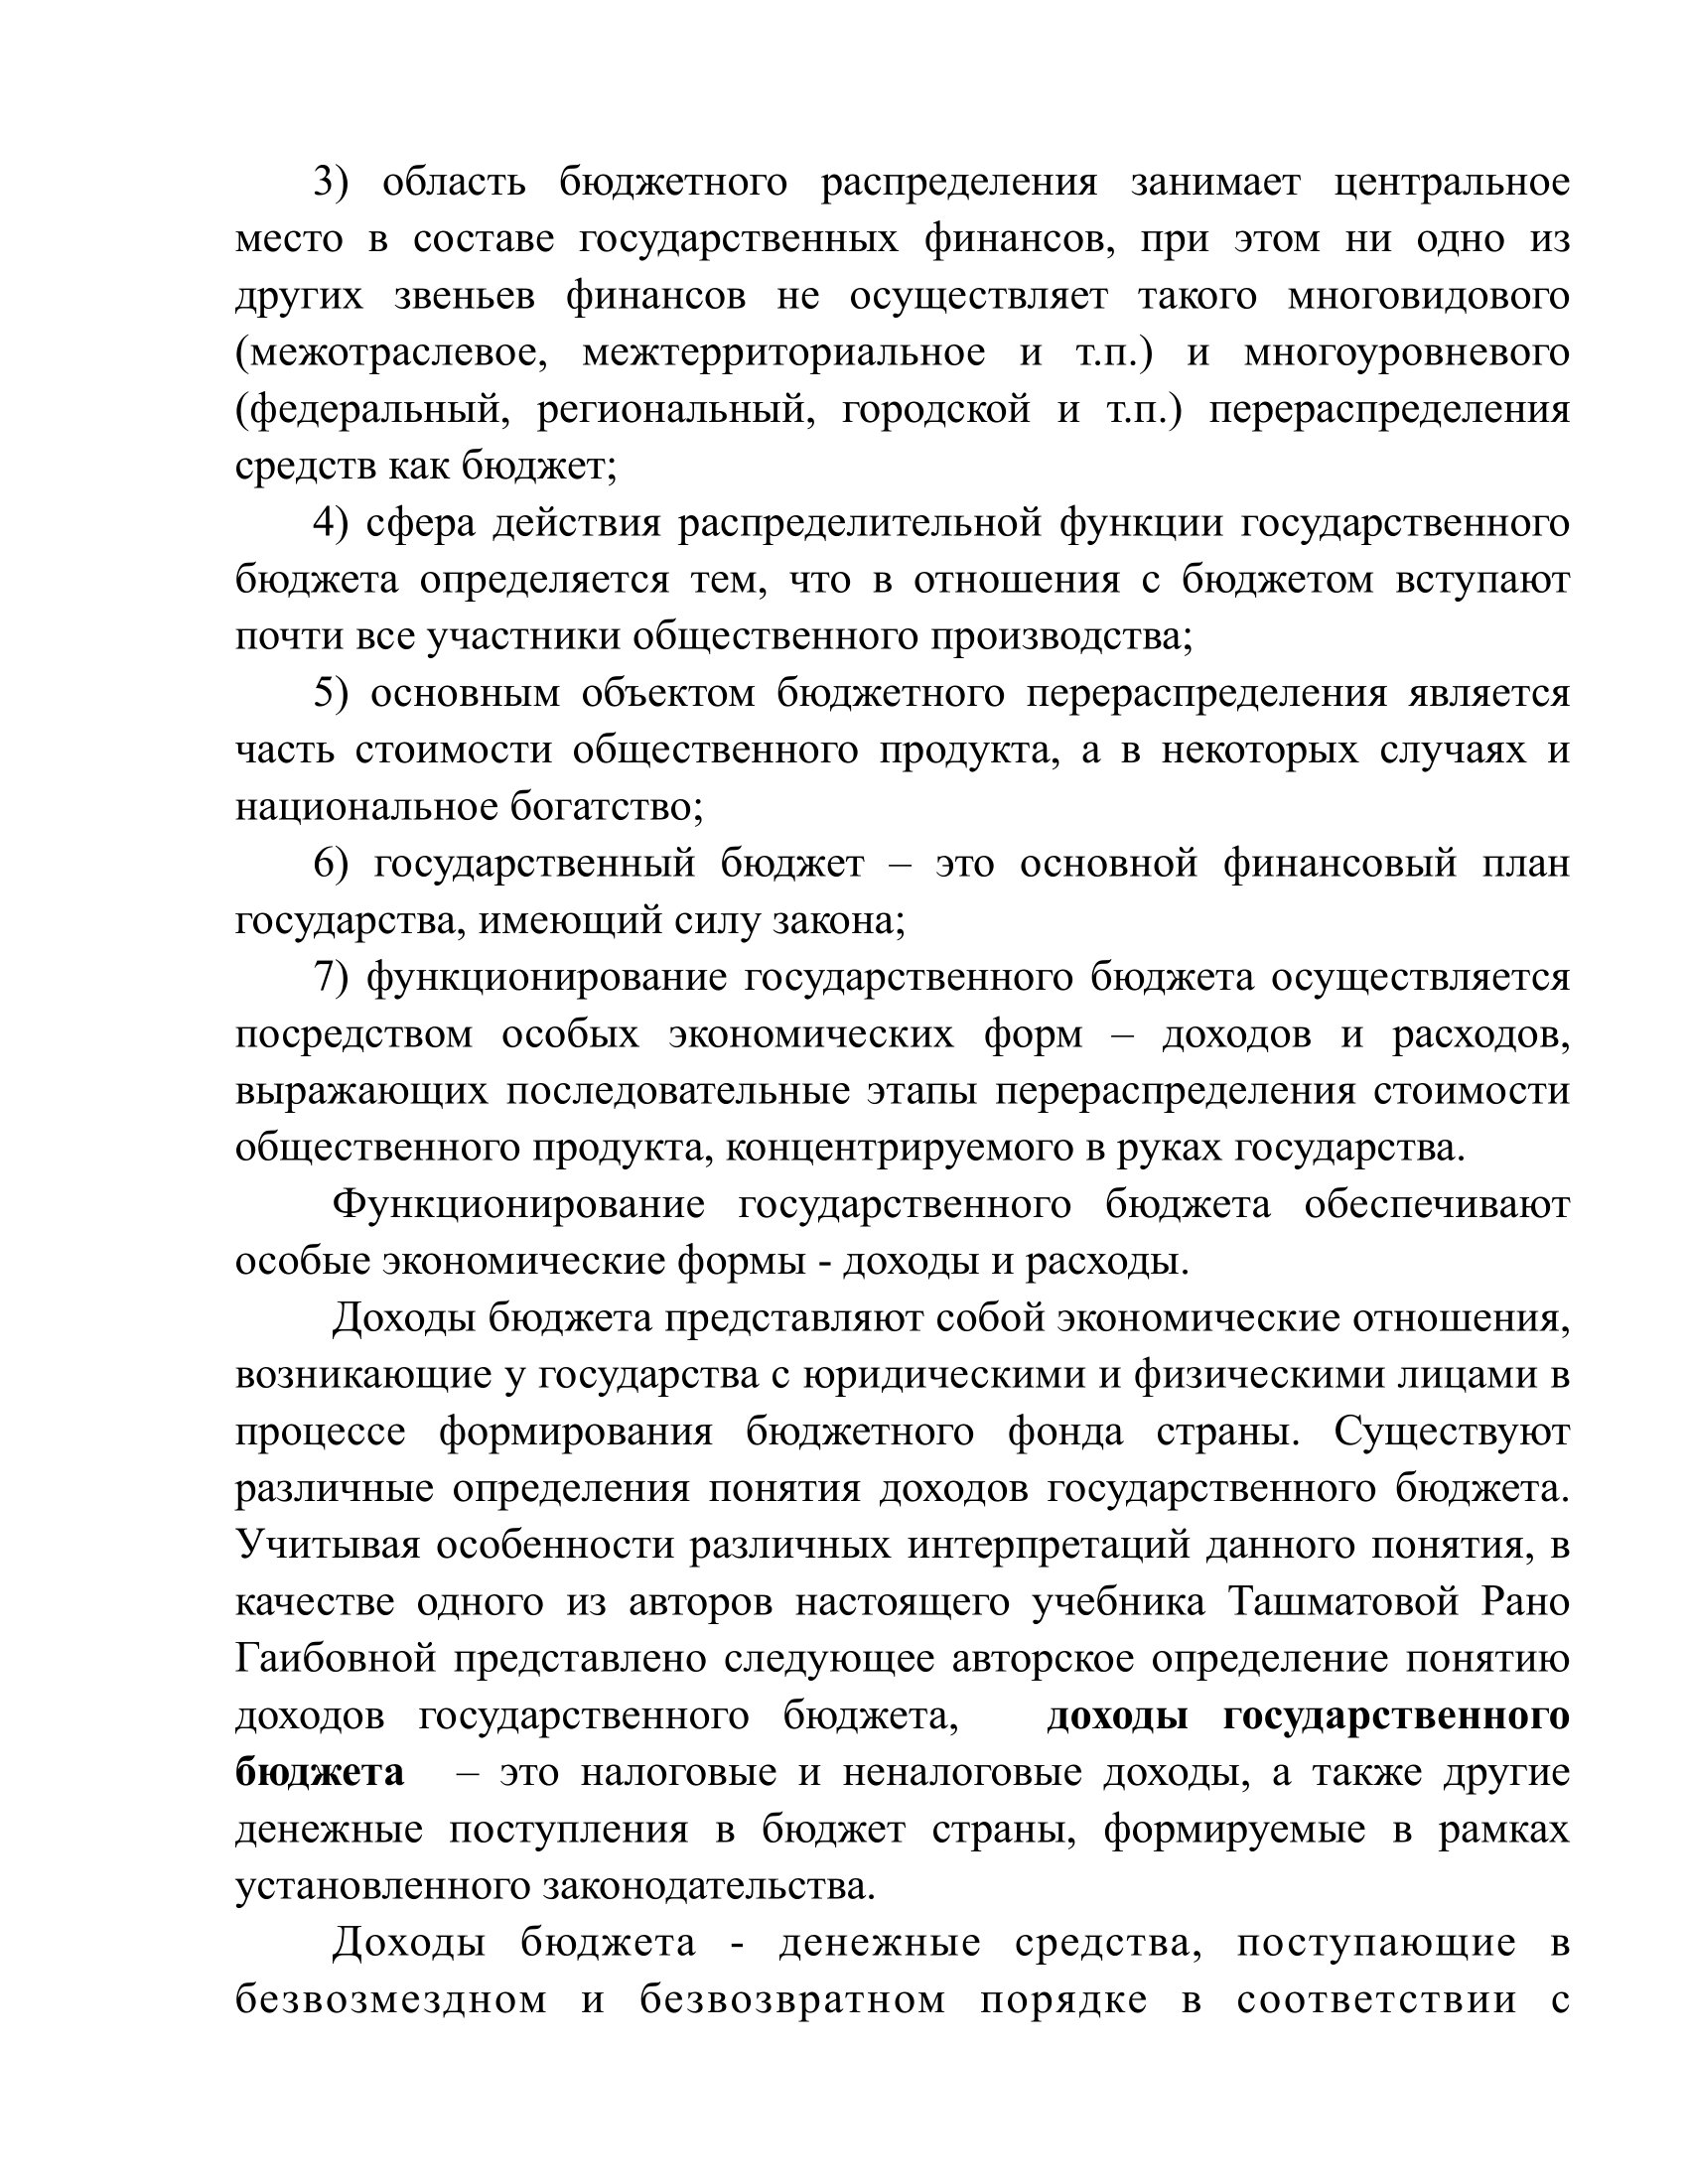 3) область бюджетного распределения занимает центральное
место в составе государственных финансов, при этом ни одно из
других звеньев финансов не осуществляет такого многовидового
(межотраслевое, межтерриториальное и т.п.) и многоуровневого
(федеральный, региональный, городской и т.п.) перераспределения
средств как бюджет;
4) сфера действия распределительной функции государственного
бюджета определяется тем, что в отношения с бюджетом вступают
почти все участники общественного производства;
5) основным объектом бюджетного перераспределения является
часть стоимости общественного продукта, а в некоторых случаях и
национальное богатство;
6) государственный бюджет – это основной финансовый план
государства, имеющий силу закона;
7) функционирование государственного бюджета осуществляется
посредством особых экономических форм – доходов и расходов,
выражающих последовательные этапы перераспределения стоимости
общественного продукта, концентрируемого в руках государства.
Функционирование государственного бюджета обеспечивают
особые экономические формы - доходы и расходы.
Доходы бюджета представляют собой экономические отношения,
возникающие у государства с юридическими и физическими лицами в
процессе формирования бюджетного фонда страны. Существуют
различные определения понятия доходов государственного бюджета.
Учитывая особенности различных интерпретаций данного понятия, в
качестве одного из авторов настоящего учебника Ташматовой Рано
Гаибовной представлено следующее авторское определение понятию
доходов государственного бюджета, доходы государственного
бюджета – это налоговые и неналоговые доходы, а также другие
денежные поступления в бюджет страны, формируемые в рамках
установленного законодательства.
Доходы бюджета - денежные средства, поступающие в
безвозмездном и безвозвратном порядке в соответствии с